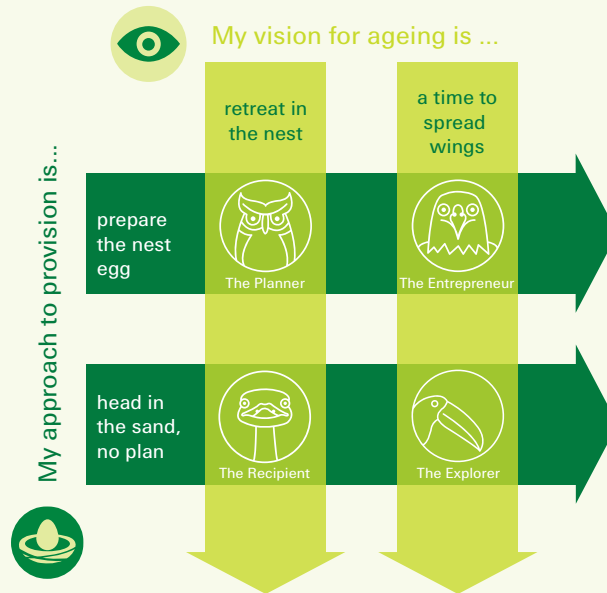 My vision for ageing is ...
retreat in
the nest
a time to
spread
wings
My approach to provision is...
prepare
the nest
egg
The Planner
The Entrepreneur
head in
the sand,
no plan
The Recipient
The Explorer